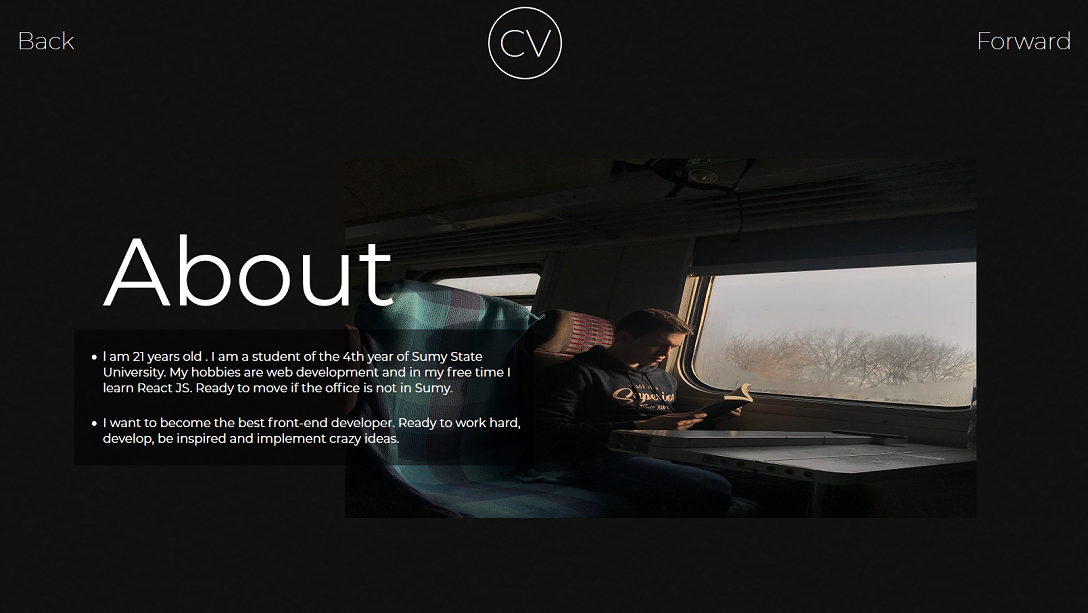 Back
CV
Forward
About
I am 21 years old . I am a student of the 4th year of Sumy State
University. My hobbies are web development and in my free time I
learn React JS. Ready to move if the office is not in Sumy.
I want to become the best front-end developer. Ready to work hard,
develop, be inspired and implement crazy ideas.